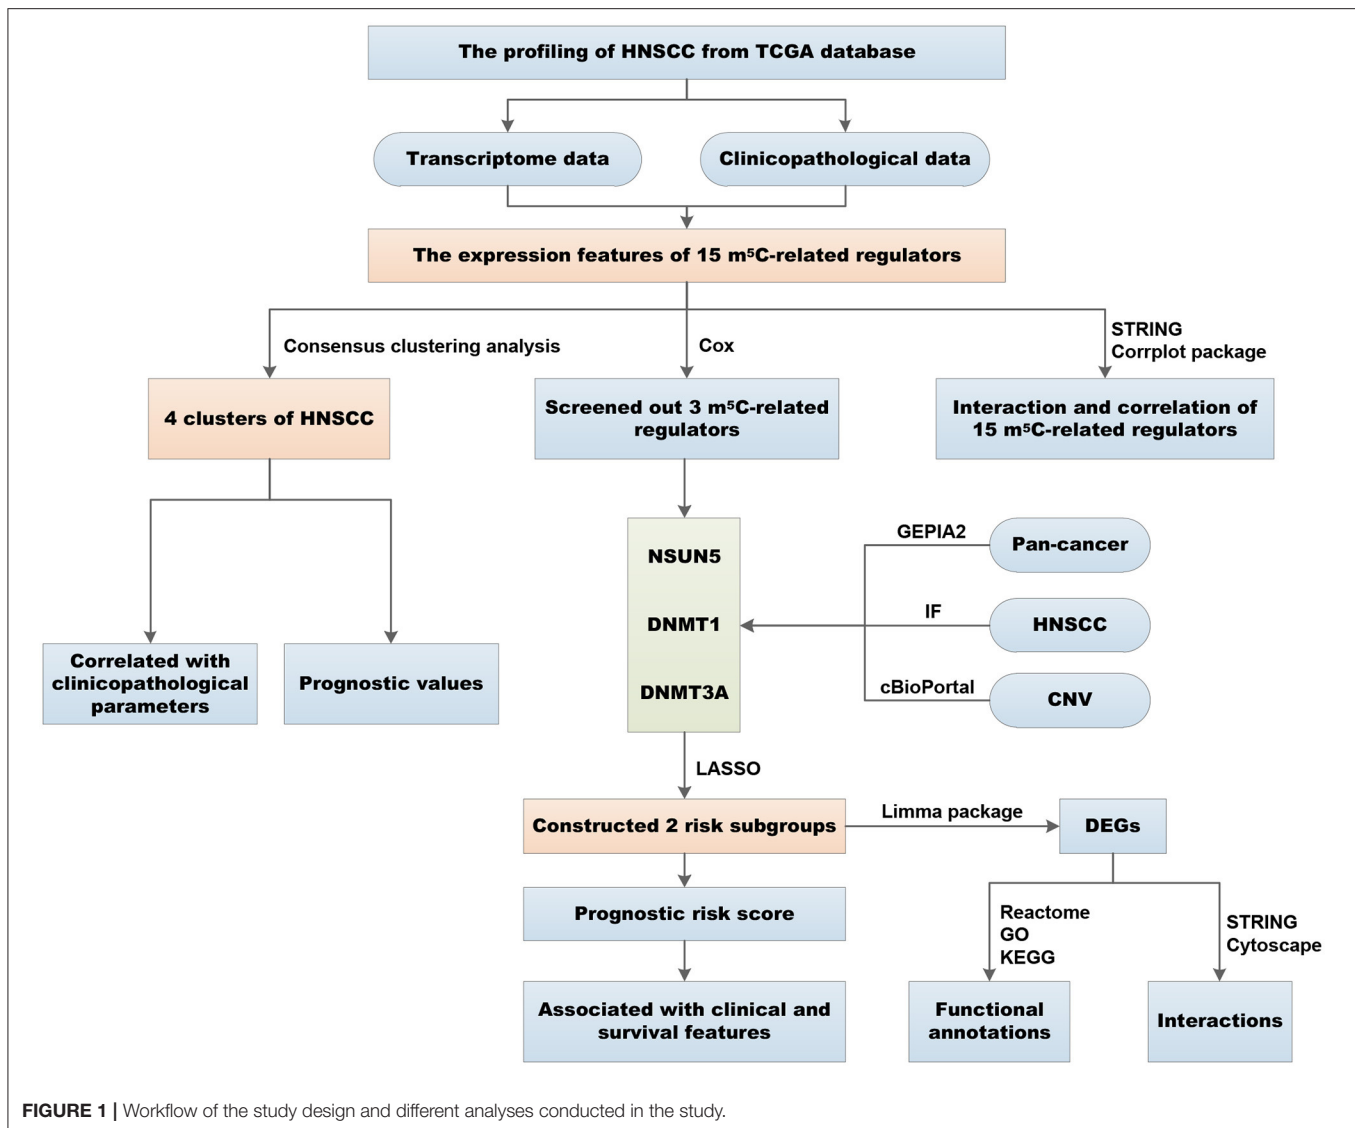 The profiling of HNSCC from TCGA database
Transcriptome data
Clinicopathological data
The expression features of 15 m⁵C-related regulators
Consensus clustering analysis
Cox
STRING
Corrplot package
4 clusters of HNSCC
Screened out 3 m⁵C-related
regulators
Interaction and correlation of
15 m⁵C-related regulators
NSUN5
DNMT1
DNMT3A
GEPIA2
Pan-cancer
IF
HNSCC
cBioPortal
CNV
Correlated with
clinicopathological
parameters
Prognostic values
LASSO
Constructed 2 risk subgroups
Limma package
DEGs
Prognostic risk score
Reactome
GO
KEGG
STRING
Cytoscape
Associated with clinical and
survival features
Functional
annotations
Interactions
FIGURE 1 | Workflow of the study design and different analyses conducted in the study.